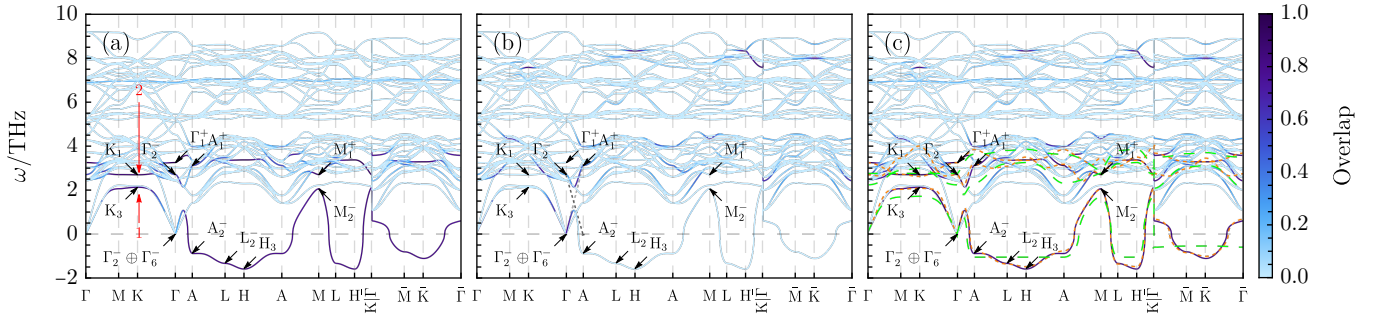 (a) (b) (c)
10
8
6
4
2
0
−2
ω/THz
2
1
K₁ Γ₂ Γ₁⁺ A₁⁺ M₁⁺
K₃ M₂⁻
A₂⁻ L₂⁻ H₃
Γ₂⁻ ⊕ Γ₆⁻
Γ M K Γ A L H A M L H' Γ/K M̄ K̄ Γ̄
K₁ Γ₂ Γ₁⁺ A₁⁺ M₁⁺
K₃ M₂⁻
A₂⁻ L₂⁻ H₃
Γ₂⁻ ⊕ Γ₆⁻
Γ M K Γ A L H A M L H' Γ/K M̄ K̄ Γ̄
K₁ Γ₂ Γ₁⁺ A₁⁺ M₁⁺
K₃ M₂⁻
A₂⁻ L₂⁻ H₃
Γ₂⁻ ⊕ Γ₆⁻
Γ M K Γ A L H A M L H' Γ/K M̄ K̄ Γ̄
1.0
0.8
0.6
0.4
0.2
0.0
Overlap